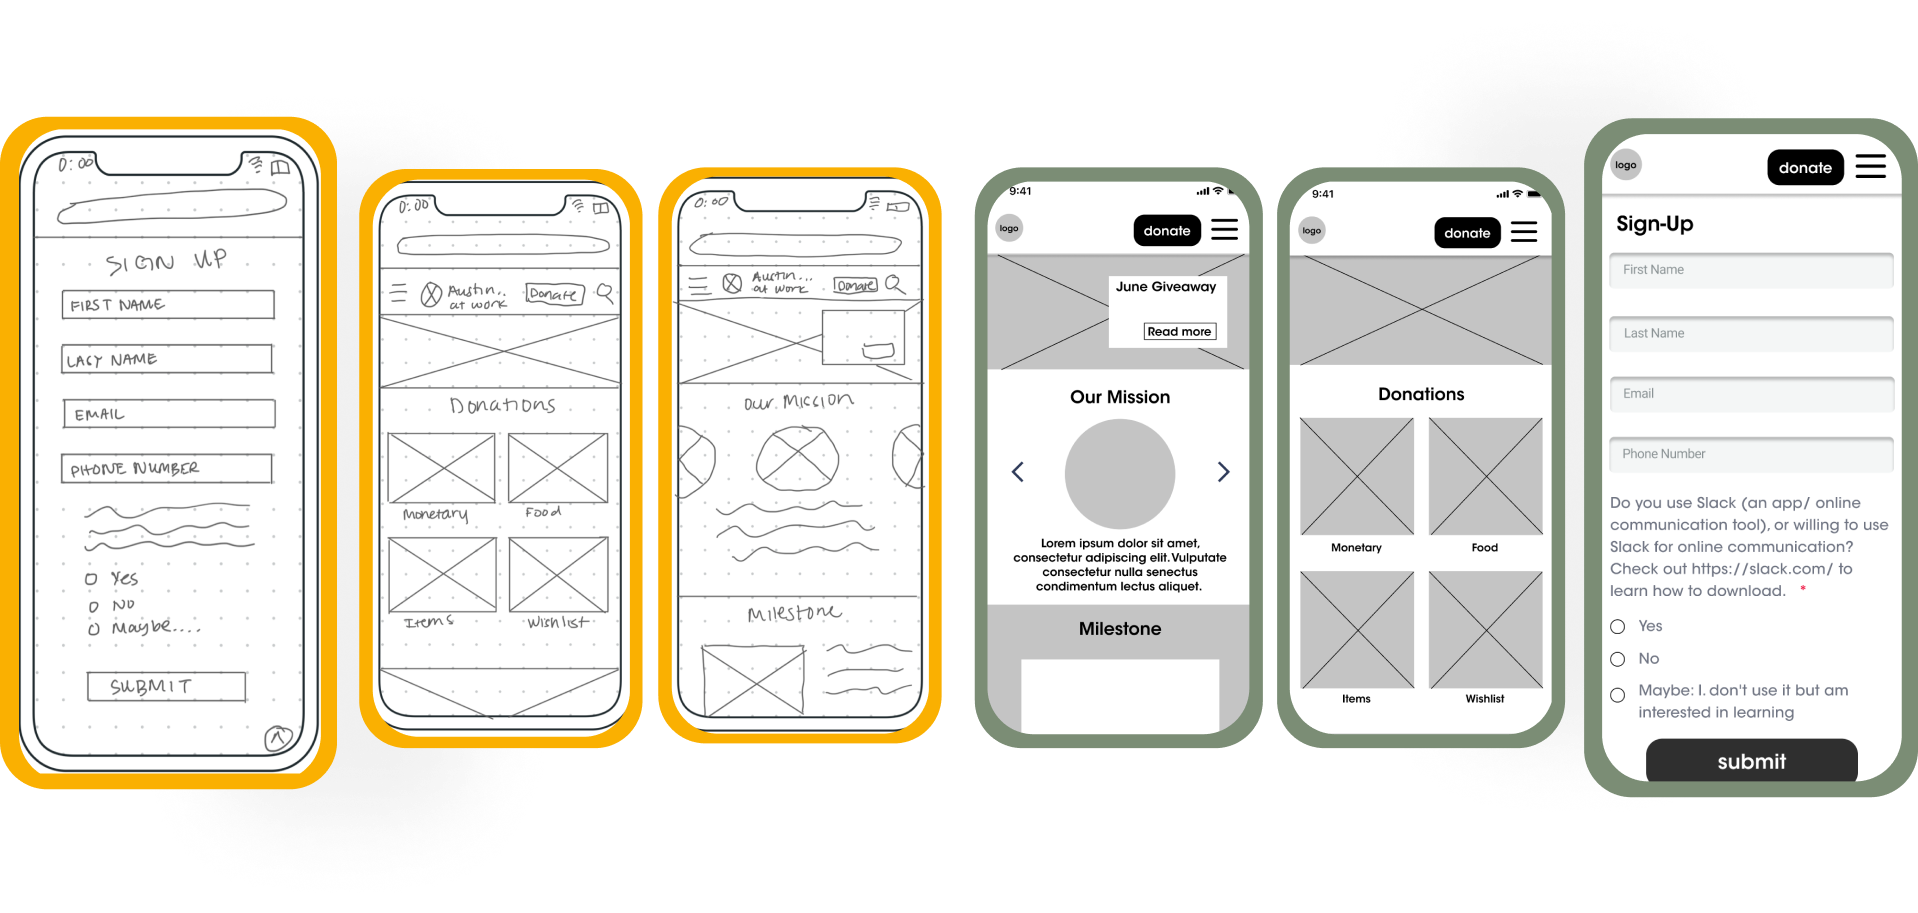 0:00
SIGN UP
FIRST NAME
LAST NAME
EMAIL
PHONE NUMBER
Yes
NO
Maybe....
SUBMIT
0:00
Austin..
at work
Donate
Donations
Monetary
Food
Items
Wishlist
0:00
Austin...
at work
Donate
Our Mission
Milestone
9:41
logo
donate
June Giveaway
Read more
Our Mission
Lorem ipsum dolor sit amet,
consectetur adipiscing elit. Vulputate
consectetur nulla senectus
condimentum lectus aliquet.
Milestone
9:41
logo
donate
Donations
Monetary
Food
Items
Wishlist
logo
donate
Sign-Up
First Name
Last Name
Email
Phone Number
Do you use Slack (an app/ online
communication tool), or willing to use
Slack for online communication?
Check out https://slack.com/ to
learn how to download. *
Yes
No
Maybe: I. don't use it but am
interested in learning
submit